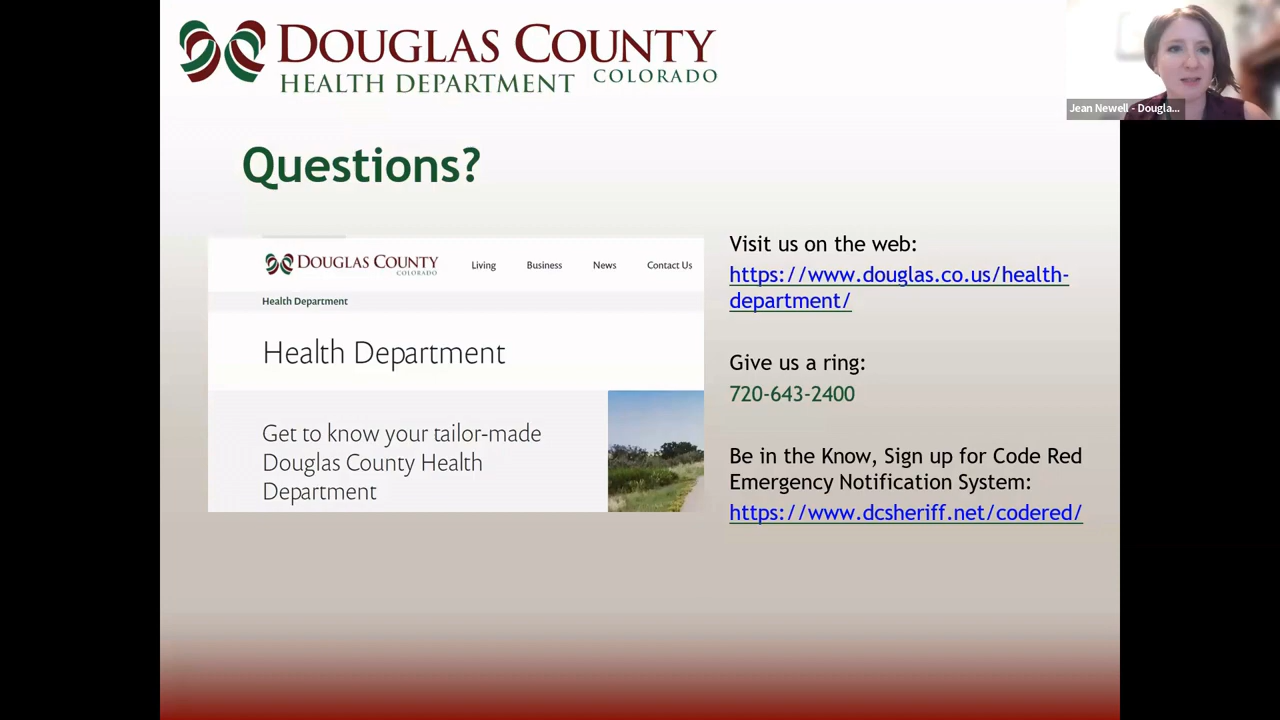 DOUGLAS COUNTY
HEALTH DEPARTMENT COLORADO
Jean Newell - Dougla...
Questions?
DOUGLAS COUNTY
COLORADO
Living Business News Contact Us
Health Department
Health Department
Get to know your tailor-made
Douglas County Health
Department
Visit us on the web:
https://www.douglas.co.us/health-
department/
Give us a ring:
720-643-2400
Be in the Know, Sign up for Code Red
Emergency Notification System:
https://www.dcsheriff.net/codered/